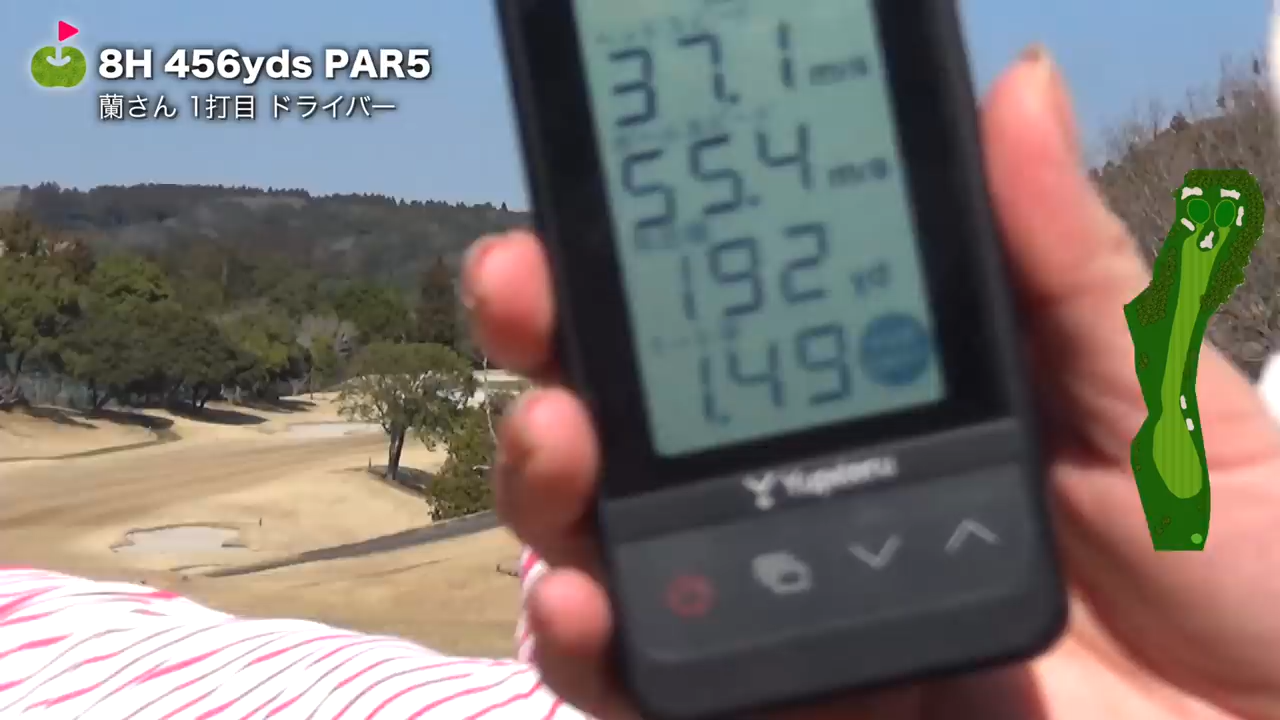 8H 456yds PAR5
蘭さん 1打目 ドライバー
37.1 m/s
55.4 m/s
192 yd
1.49
Yupiteru